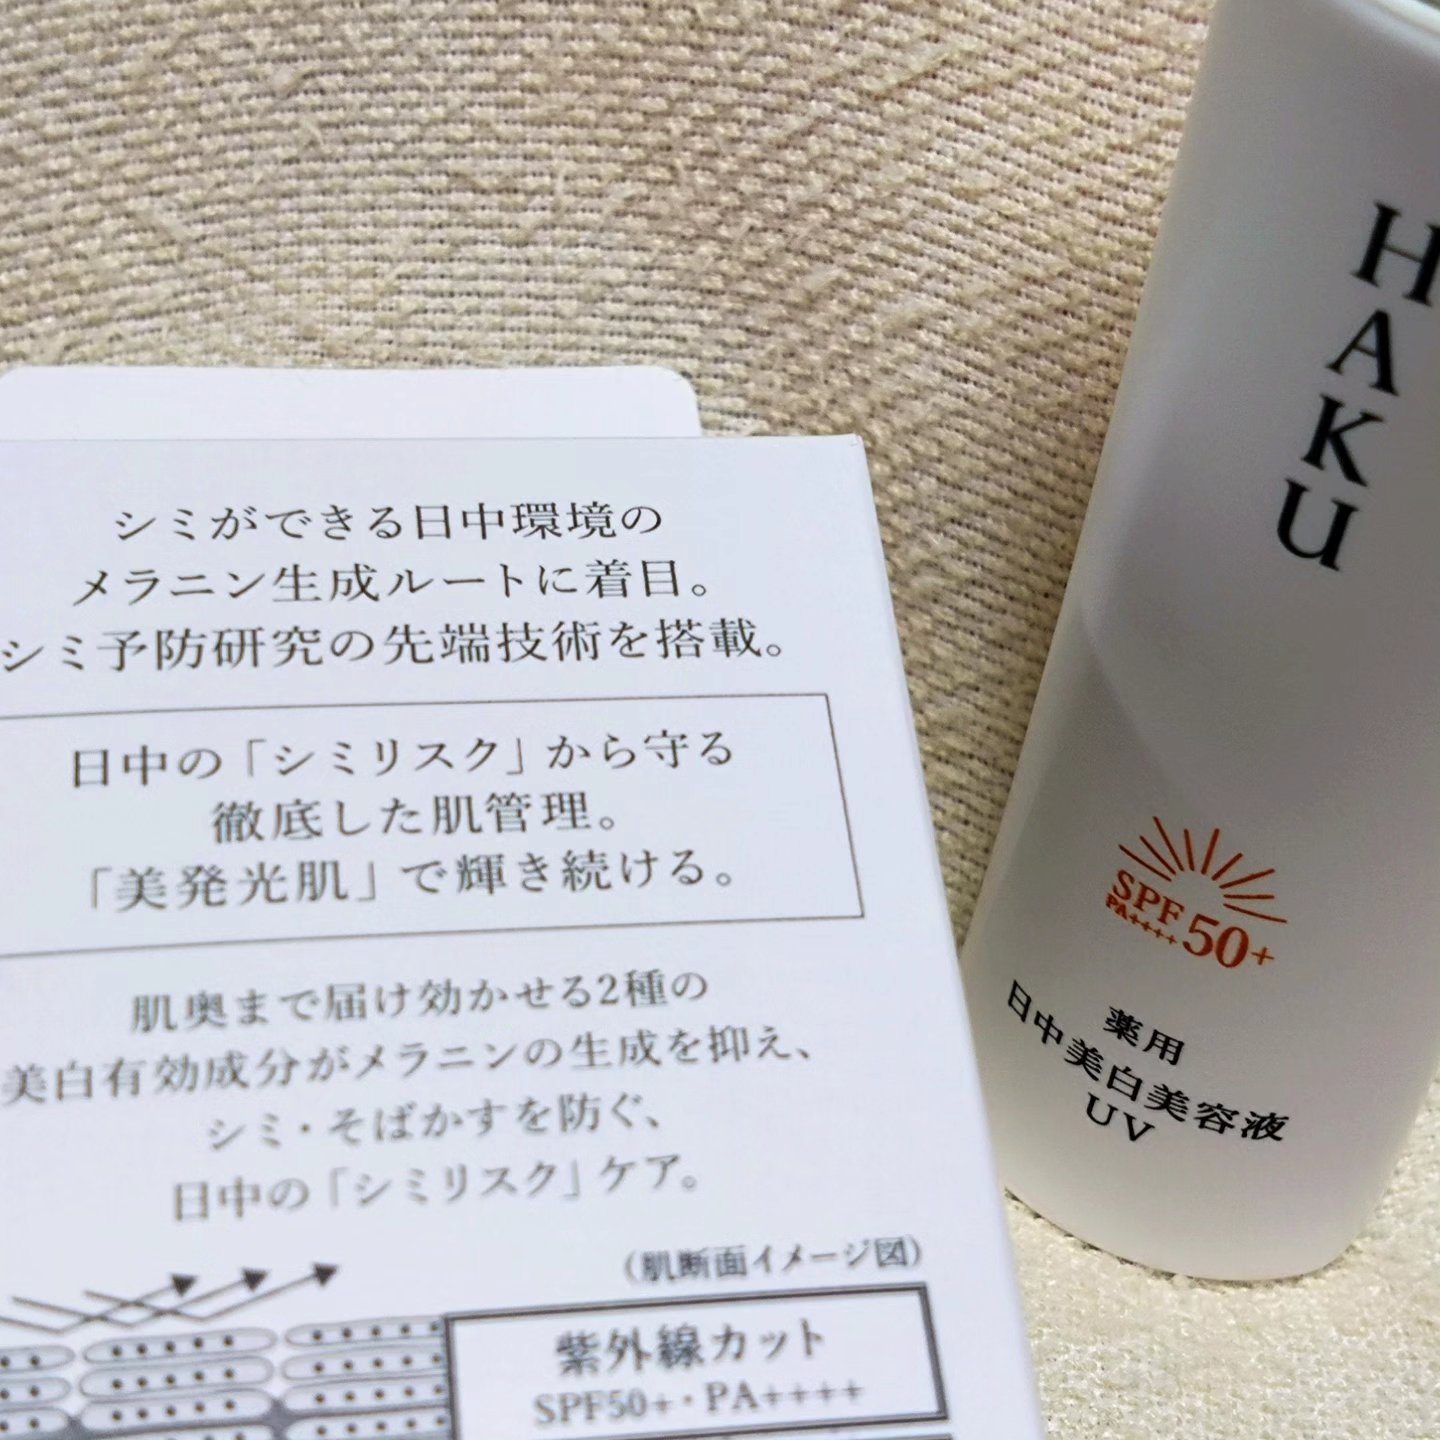 シミができる日中環境の
メラニン生成ルートに着目。
シミ予防研究の先端技術を搭載。
日中の「シミリスク」から守る
徹底した肌管理。
「美発光肌」で輝き続ける。
肌奥まで届け効かせる2種の
美白有効成分がメラニンの生成を抑え、
シミ・そばかすを防ぐ、
日中の「シミリスク」ケア。
(肌断面イメージ図)
紫外線カット
SPF50+・PA++++
HAKU
SPF50+
PA++++
薬用
日中美白美容液
UV